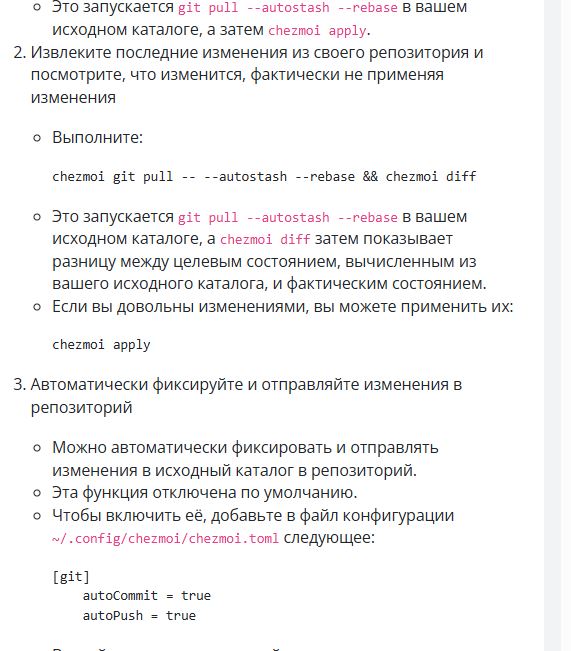 Это запускается git pull --autostash --rebase в вашем
исходном каталоге, а затем chezmoi apply.
2. Извлеките последние изменения из своего репозитория и
посмотрите, что изменится, фактически не применяя
изменения
Выполните:
chezmoi git pull -- --autostash --rebase && chezmoi diff
Это запускается git pull --autostash --rebase в вашем
исходном каталоге, а chezmoi diff затем показывает
разницу между целевым состоянием, вычисленным из
вашего исходного каталога, и фактическим состоянием.
Если вы довольны изменениями, вы можете применить их:
chezmoi apply
3. Автоматически фиксируйте и отправляйте изменения в
репозиторий
Можно автоматически фиксировать и отправлять
изменения в исходный каталог в репозиторий.
Эта функция отключена по умолчанию.
Чтобы включить её, добавьте в файл конфигурации
~/.config/chezmoi/chezmoi.toml следующее:
[git]
    autoCommit = true
    autoPush = true